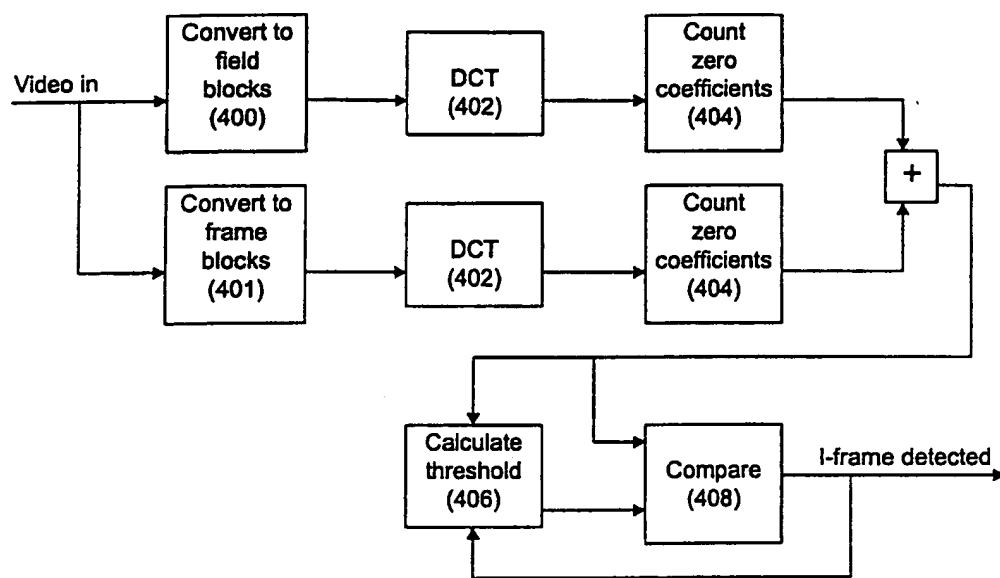 Video in
Convert to
field
blocks
(400)
DCT
(402)
Count
zero
coefficients
(404)
+
Convert to
frame
blocks
(401)
DCT
(402)
Count
zero
coefficients
(404)
Calculate
threshold
(406)
Compare
(408)
I-frame detected